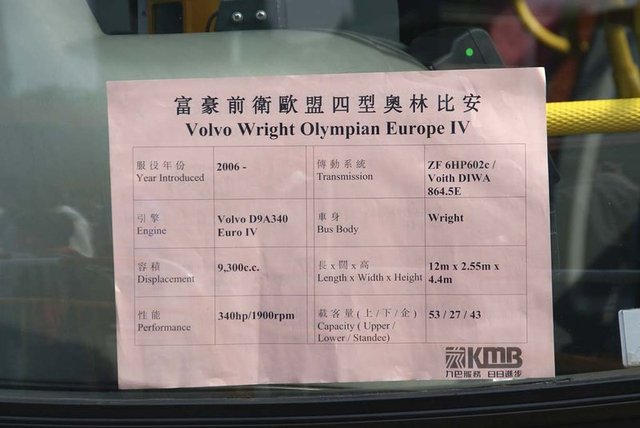 富豪前衛歐盟四型奧林比安
Volvo Wright Olympian Europe IV
服役年份
Year Introduced
2006 -
傳動系統
Transmission
ZF 6HP602c /
Voith DIWA
864.5E
引擎
Engine
Volvo D9A340
Euro IV
車身
Bus Body
Wright
容積
Displacement
9,300c.c.
長 x 闊 x 高
Length x Width x Height
12m x 2.55m x
4.4m
性能
Performance
340hp/1900rpm
載客量 ( 上 / 下 / 企 )
Capacity ( Upper /
Lower / Standee)
53 / 27 / 43
KMB
九巴服務 日日進步